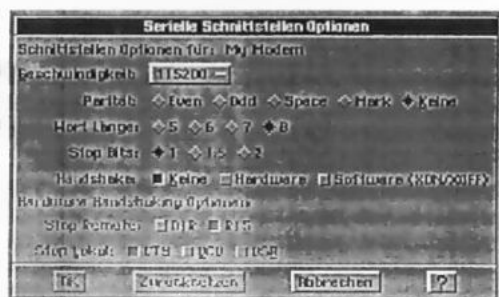 Serielle Schnittstellen Optionen
Schnittstellen Optionen für: My Modem
Geschwindigkeit: 115200
Parität: Even Odd Space Mark Keine
Wort Länge: 5 6 7 8
Stop Bits: 1 1.5 2
Handshake: Keine Hardware Software (XON/XOFF)
Hardware Handshaking Optionen
Stop Remote: DTR RTS
Stop Lokal: CTS DCD DSR
OK Zurücksetzen Abbrechen ?